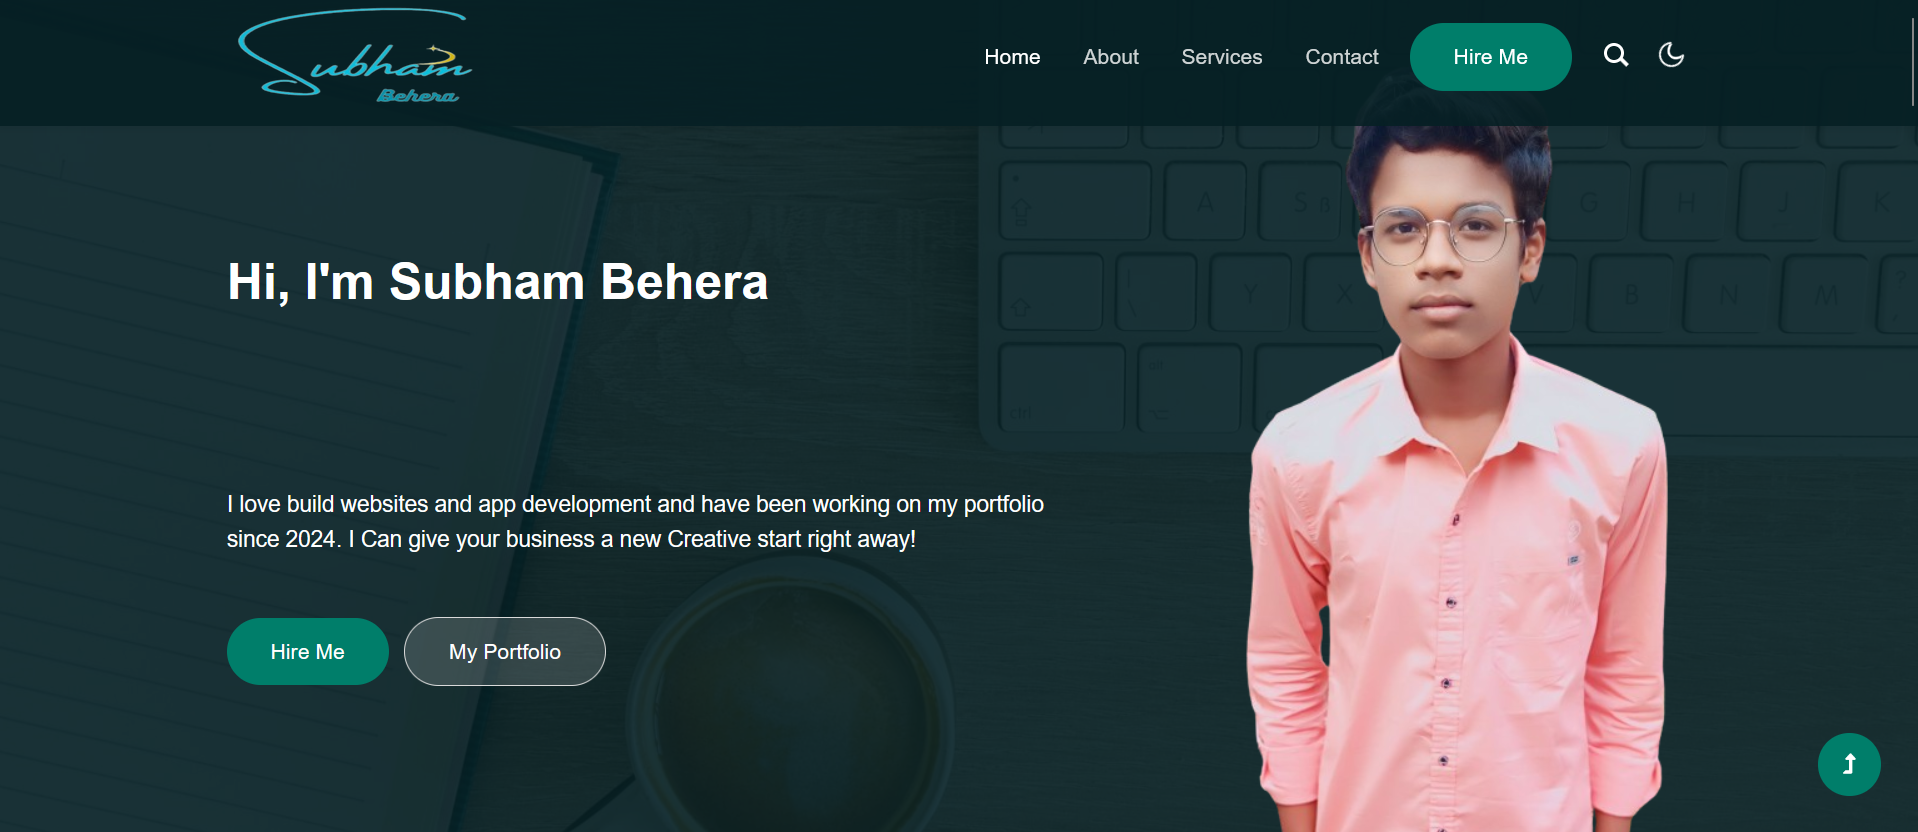 Subham
Behera
Home About Services Contact Hire Me
Hi, I'm Subham Behera
I love build websites and app development and have been working on my portfolio
since 2024. I Can give your business a new Creative start right away!
Hire Me My Portfolio
A S G H J K
Y X V B N M